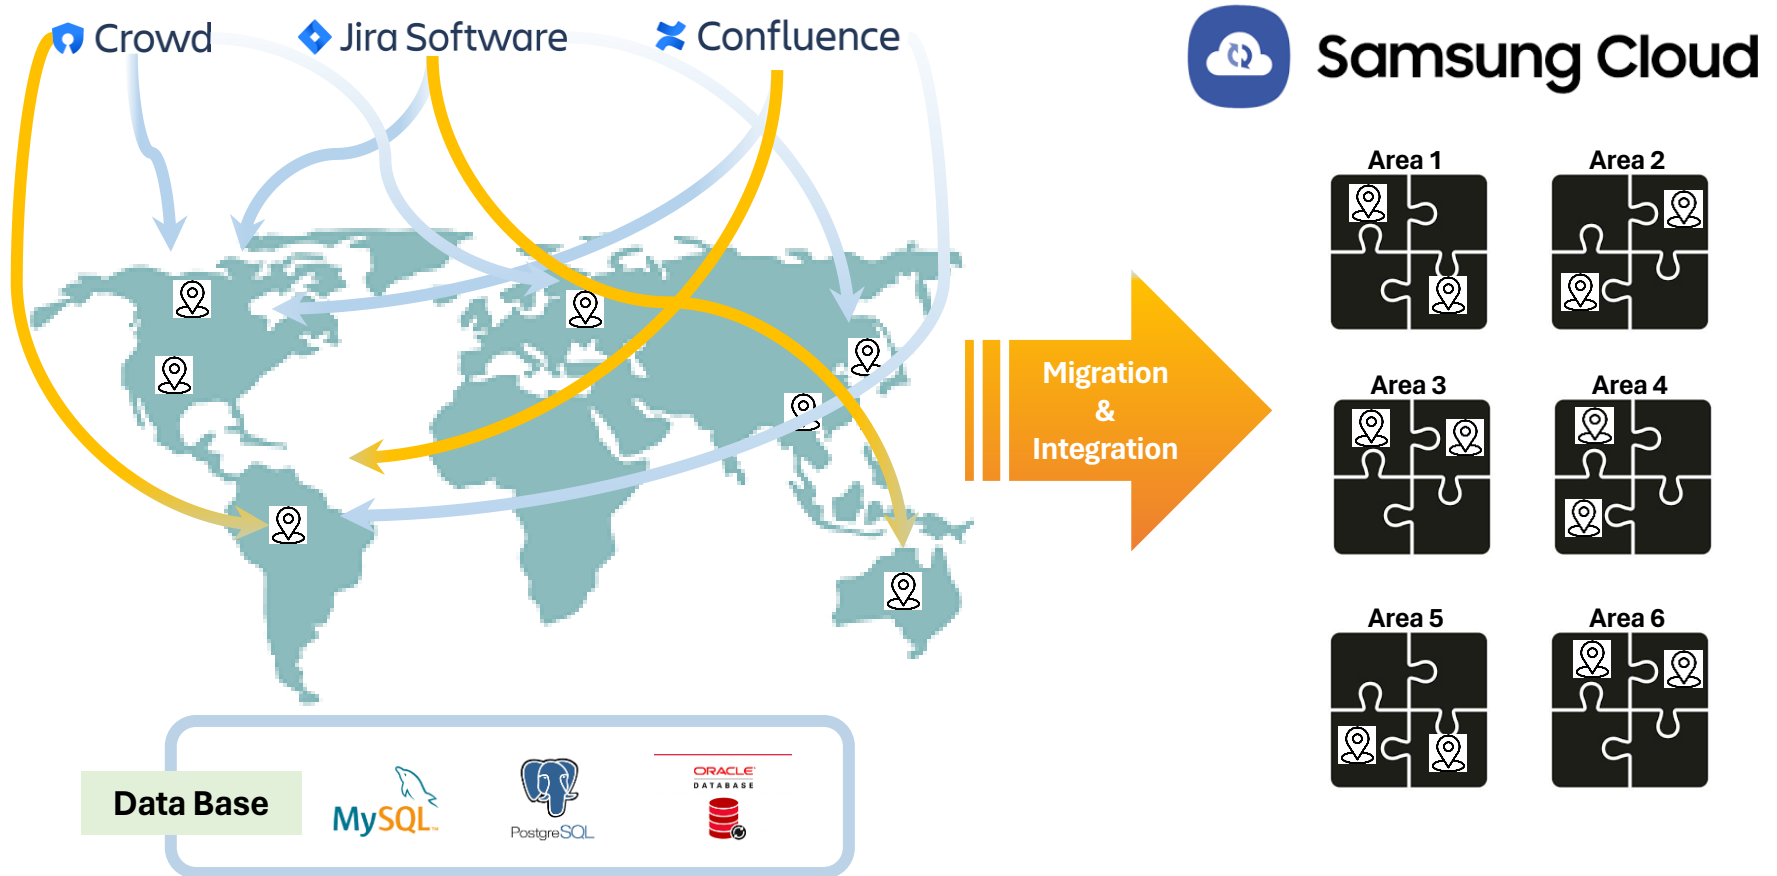 Crowd
Jira Software
Confluence
Samsung Cloud
Area 1
Area 2
Migration
&
Integration
Area 3
Area 4
Area 5
Area 6
Data Base
MySQL™
PostgreSQL
ORACLE®
DATABASE